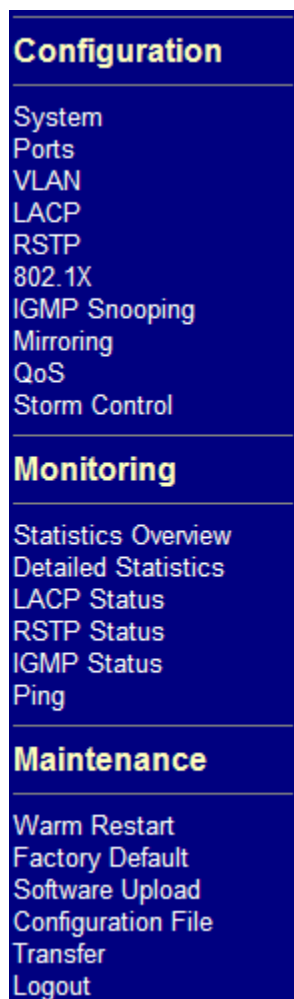 Configuration
System
Ports
VLAN
LACP
RSTP
802.1X
IGMP Snooping
Mirroring
QoS
Storm Control
Monitoring
Statistics Overview
Detailed Statistics
LACP Status
RSTP Status
IGMP Status
Ping
Maintenance
Warm Restart
Factory Default
Software Upload
Configuration File
Transfer
Logout